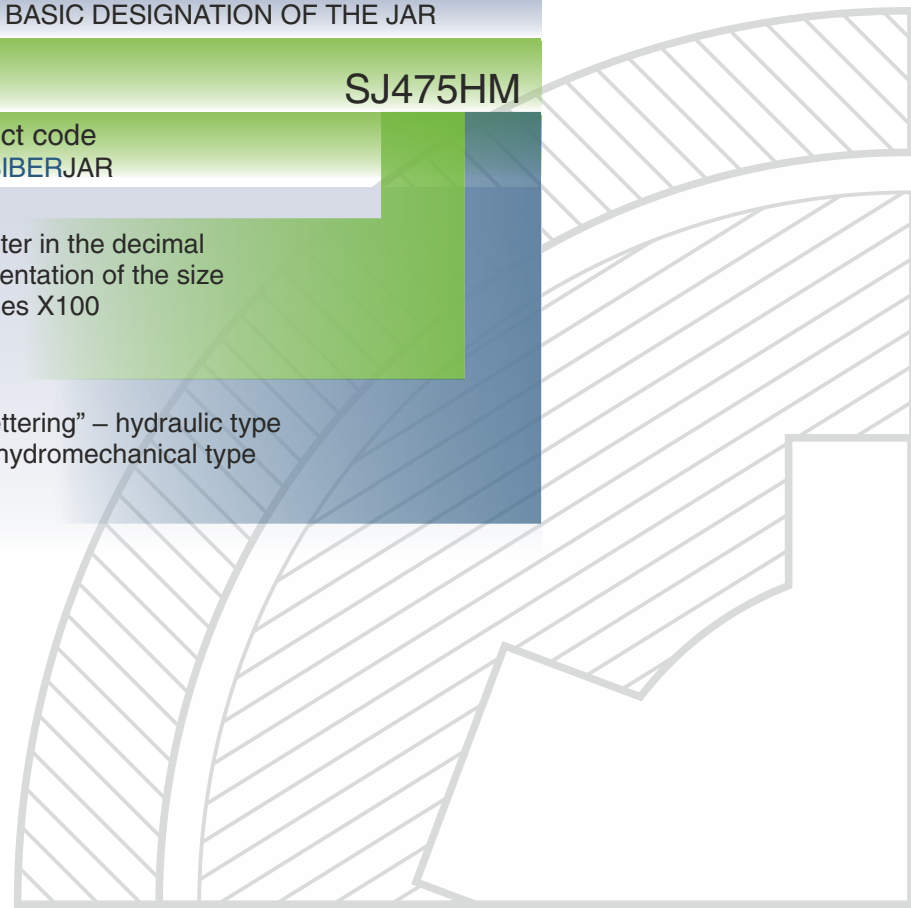 BASIC DESIGNATION OF THE JAR
SJ475HM
ct code
IBERJAR
ter in the decimal
entation of the size
es X100
ttering” – hydraulic type
hydromechanical type